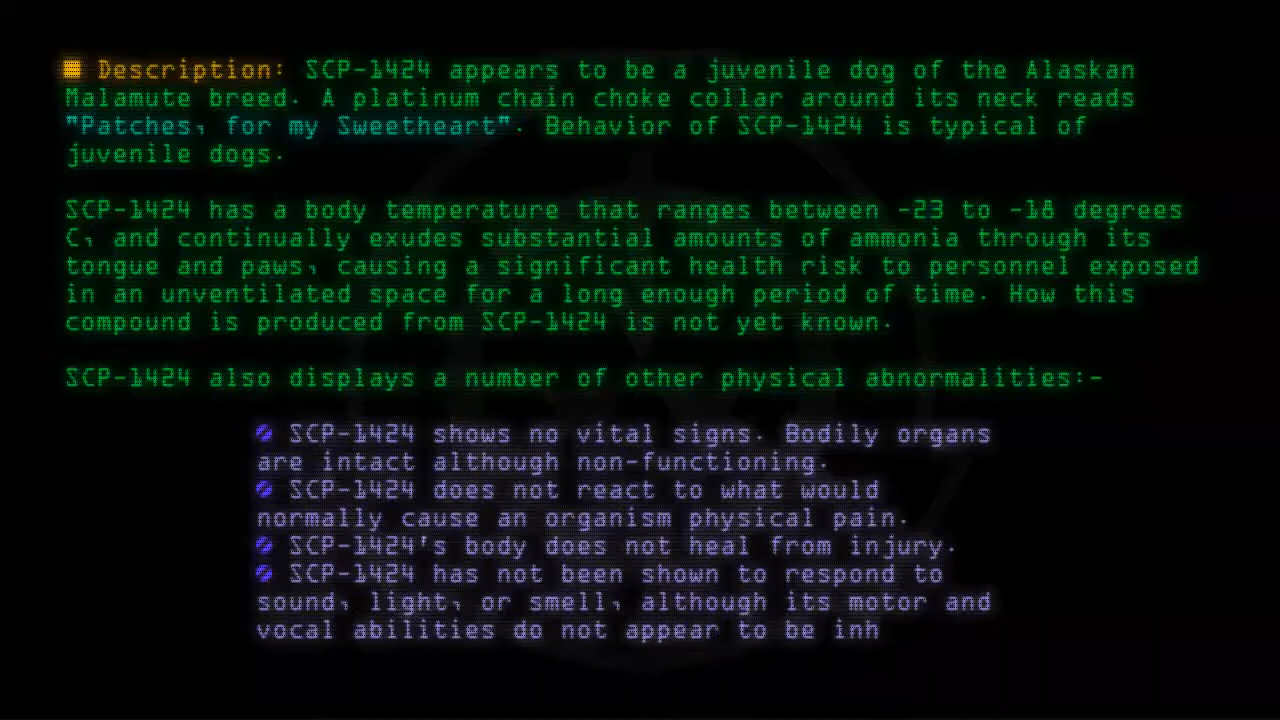 Description: SCP-1424 appears to be a juvenile dog of the Alaskan
Malamute breed. A platinum chain choke collar around its neck reads
"Patches, for my Sweetheart". Behavior of SCP-1424 is typical of
juvenile dogs.
SCP-1424 has a body temperature that ranges between -23 to -18 degrees
C, and continually exudes substantial amounts of ammonia through its
tongue and paws, causing a significant health risk to personnel exposed
in an unventilated space for a long enough period of time. How this
compound is produced from SCP-1424 is not yet known.
SCP-1424 also displays a number of other physical abnormalities:-
SCP-1424 shows no vital signs. Bodily organs
are intact although non-functioning.
SCP-1424 does not react to what would
normally cause an organism physical pain.
SCP-1424's body does not heal from injury.
SCP-1424 has not been shown to respond to
sound, light, or smell, although its motor and
vocal abilities do not appear to be inh